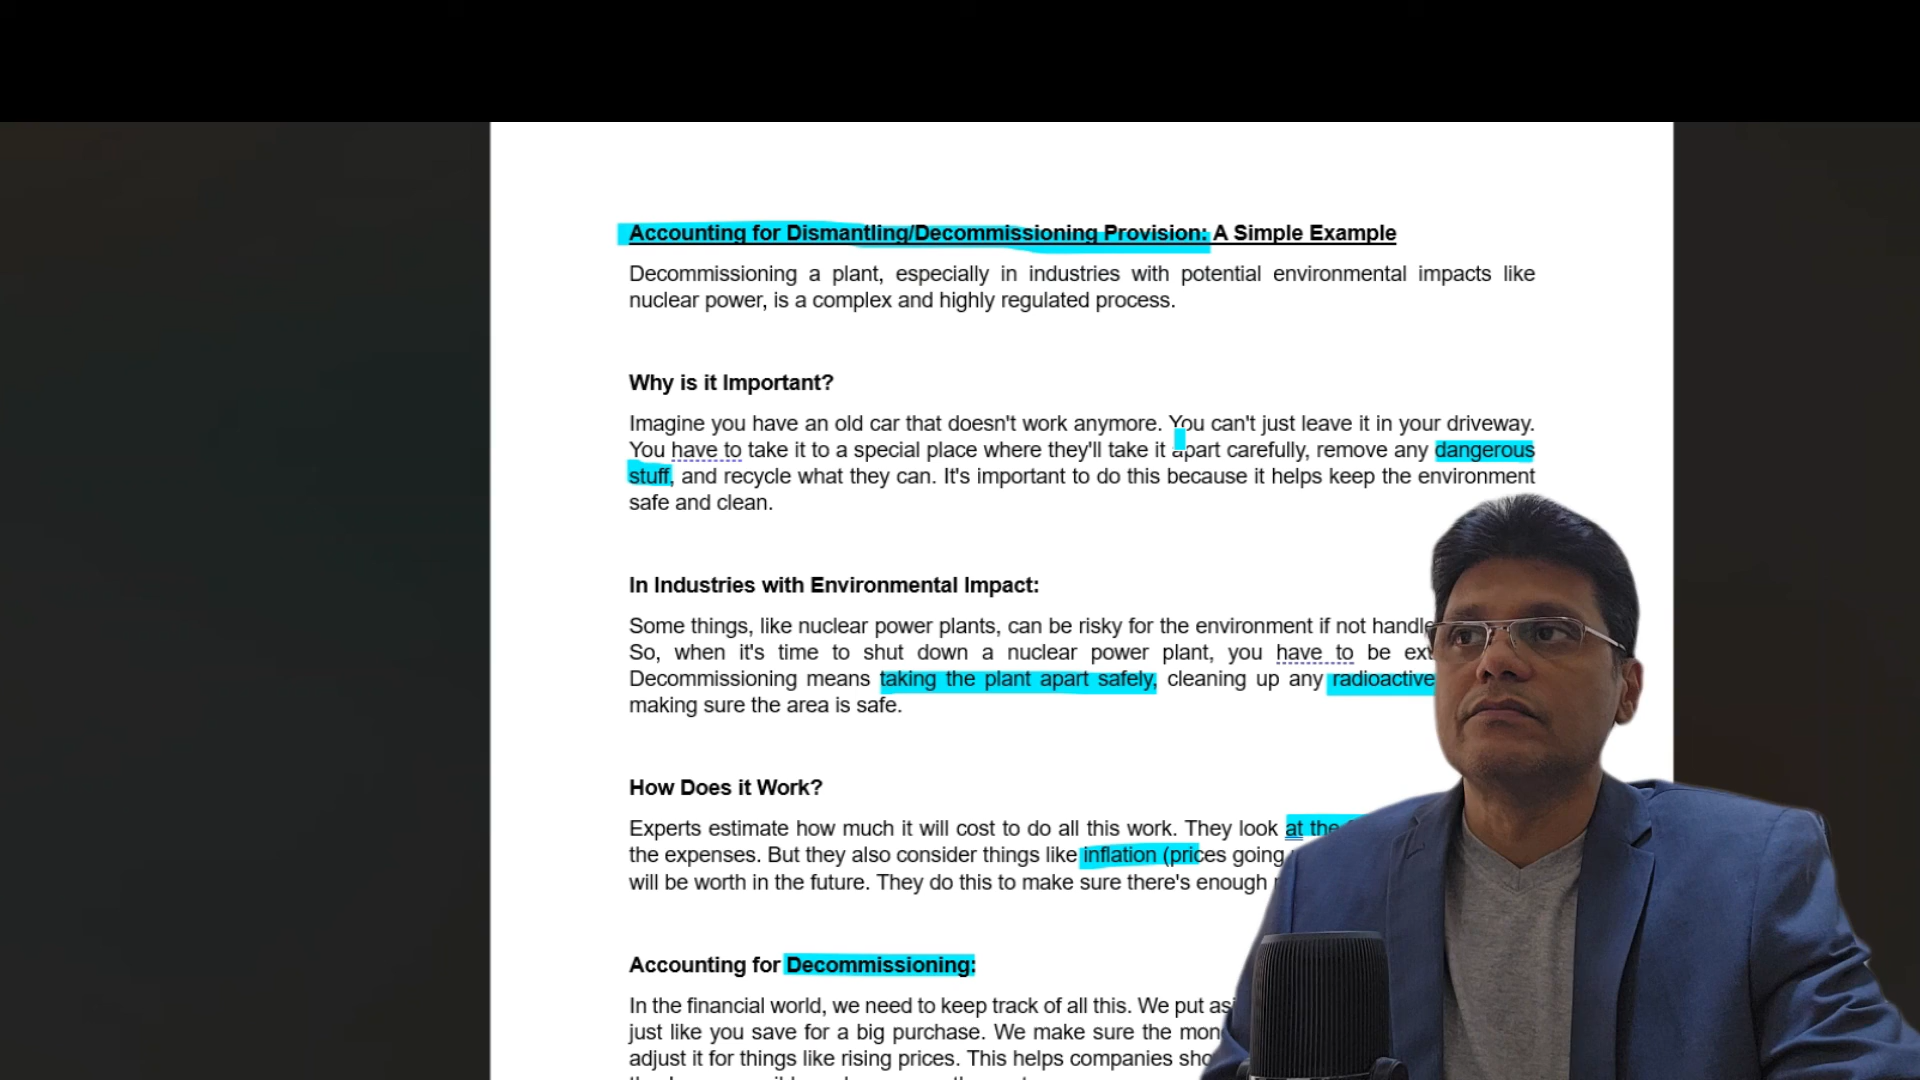 Accounting for Dismantling/Decommissioning Provision: A Simple Example
Decommissioning a plant, especially in industries with potential environmental impacts like
nuclear power, is a complex and highly regulated process.
Why is it Important?
Imagine you have an old car that doesn't work anymore. You can't just leave it in your driveway.
You have to take it to a special place where they'll take it apart carefully, remove any dangerous
stuff, and recycle what they can. It's important to do this because it helps keep the environment
safe and clean.
In Industries with Environmental Impact:
Some things, like nuclear power plants, can be risky for the environment if not
So, when it's time to shut down a nuclear power plant, you have to be
Decommissioning means taking the plant apart safely, cleaning up any radioactive
making sure the area is safe.
How Does it Work?
Experts estimate how much it will cost to do all this work. They look at the
the expenses. But they also consider things like inflation (prices going
will be worth in the future. They do this to make sure there's enough
Accounting for Decommissioning:
In the financial world, we need to keep track of all this. We put
just like you save for a big purchase. We make sure the
adjust it for things like rising prices. This helps companies